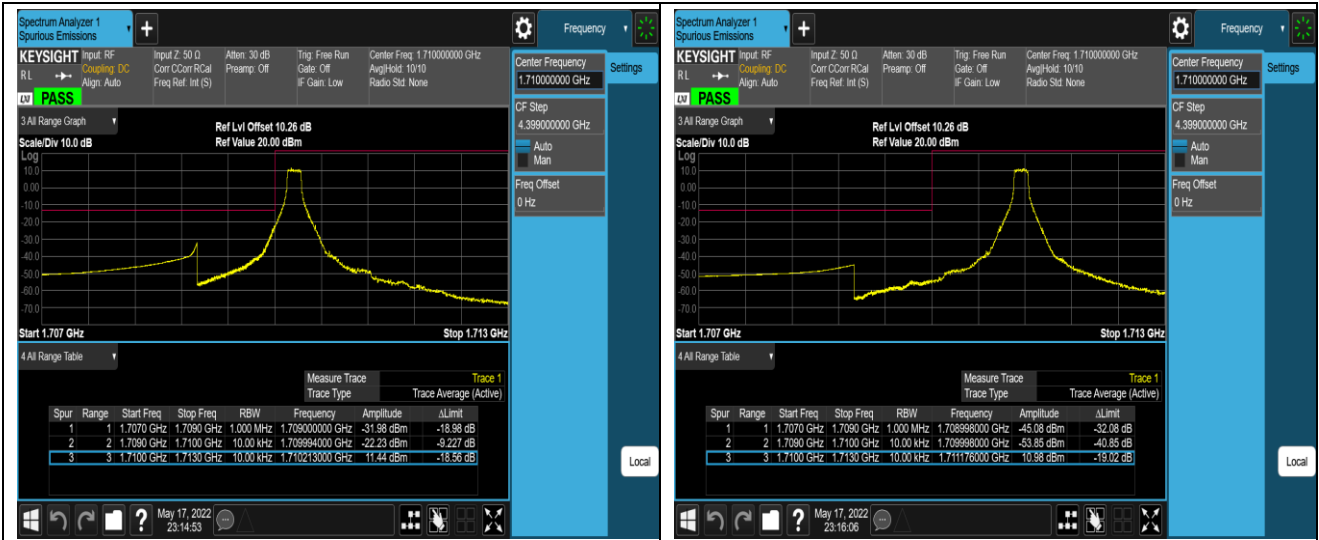 Spectrum Analyzer 1
Spurious Emissions
Frequency
KEYSIGHT Input: RF Input Z: 50 Ω Atten: 30 dB Trig: Free Run Center Freq: 1.710000000 GHz
RL Coupling: DC Corr CCorr RCal Preamp: Off Gate: Off Avg|Hold: 10/10
Align: Auto Freq Ref: Int (S) IF Gain: Low Radio Std: None
LXI PASS
Center Frequency
1.710000000 GHz
Settings
CF Step
4.399000000 GHz
Auto
Man
Freq Offset
0 Hz
3 All Range Graph
Ref Lvl Offset 10.26 dB
Scale/Div 10.0 dB Ref Value 20.00 dBm
Log
10.0
0.00
-10.0
-20.0
-30.0
-40.0
-50.0
-60.0
-70.0
Start 1.707 GHz Stop 1.713 GHz
4 All Range Table
Measure Trace Trace 1
Trace Type Trace Average (Active)
Spur Range Start Freq Stop Freq RBW Frequency Amplitude ΔLimit
1 1 1.7070 GHz 1.7090 GHz 1.000 MHz 1.709000000 GHz -31.98 dBm -18.98 dB
2 2 1.7090 GHz 1.7100 GHz 10.00 kHz 1.709994000 GHz -22.23 dBm -9.227 dB
3 3 1.7100 GHz 1.7130 GHz 10.00 kHz 1.710213000 GHz 11.44 dBm -18.56 dB
Local
?
May 17, 2022
23:14:53
Spectrum Analyzer 1
Spurious Emissions
Frequency
KEYSIGHT Input: RF Input Z: 50 Ω Atten: 30 dB Trig: Free Run Center Freq: 1.710000000 GHz
RL Coupling: DC Corr CCorr RCal Preamp: Off Gate: Off Avg|Hold: 10/10
Align: Auto Freq Ref: Int (S) IF Gain: Low Radio Std: None
LXI PASS
Center Frequency
1.710000000 GHz
Settings
CF Step
4.399000000 GHz
Auto
Man
Freq Offset
0 Hz
3 All Range Graph
Ref Lvl Offset 10.26 dB
Scale/Div 10.0 dB Ref Value 20.00 dBm
Log
10.0
0.00
-10.0
-20.0
-30.0
-40.0
-50.0
-60.0
-70.0
Start 1.707 GHz Stop 1.713 GHz
4 All Range Table
Measure Trace Trace 1
Trace Type Trace Average (Active)
Spur Range Start Freq Stop Freq RBW Frequency Amplitude ΔLimit
1 1 1.7070 GHz 1.7090 GHz 1.000 MHz 1.708998000 GHz -45.08 dBm -32.08 dB
2 2 1.7090 GHz 1.7100 GHz 10.00 kHz 1.709998000 GHz -53.85 dBm -40.85 dB
3 3 1.7100 GHz 1.7130 GHz 10.00 kHz 1.711176000 GHz 10.98 dBm -19.02 dB
Local
?
May 17, 2022
23:16:06